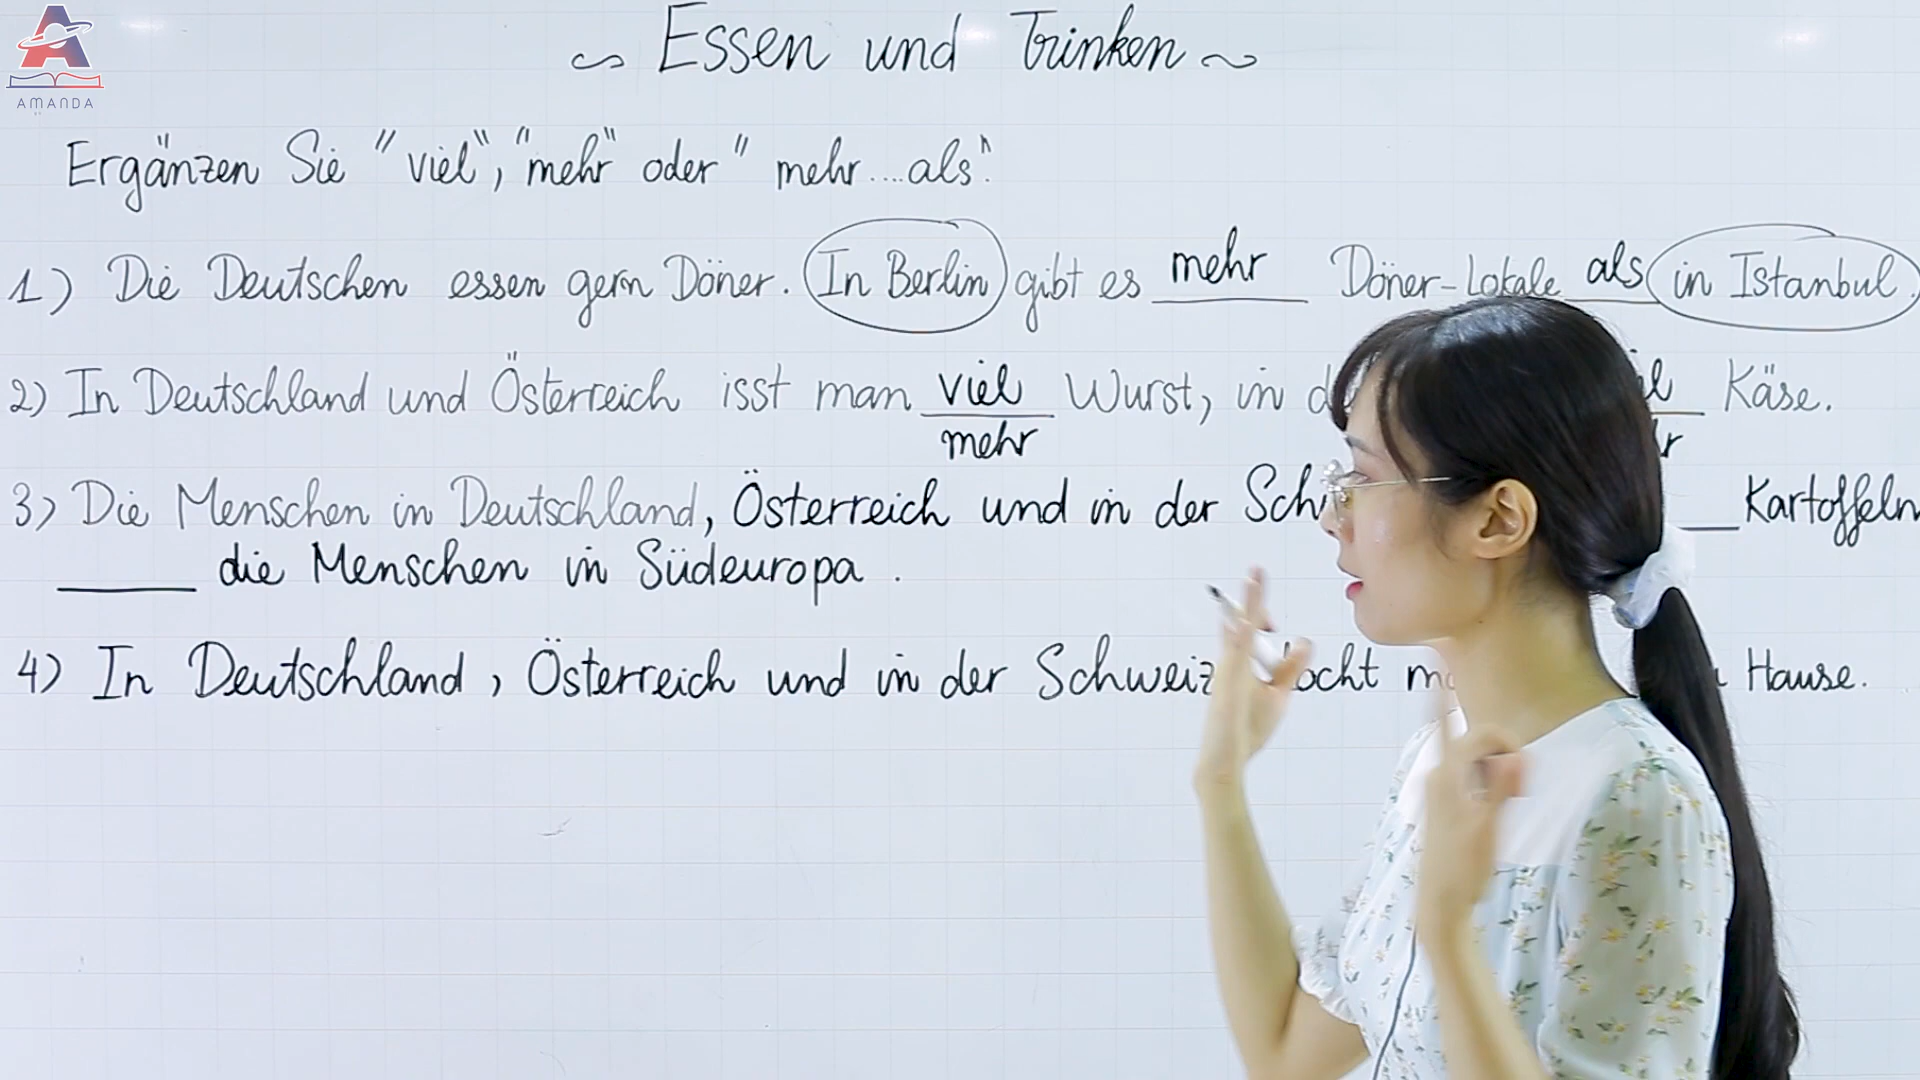 AMANDA
~ Essen und Trinken ~
Ergänzen Sie "viel", "mehr" oder "mehr....als".
1) Die Deutschen essen gern Döner. In Berlin gibt es mehr Döner-Lokale als in Istanbul.
2) In Deutschland und Österreich isst man viel Wurst, in Käse.
mehr
3) Die Menschen in Deutschland, Österreich und in der ____ Kartoffeln
____ die Menschen in Südeuropa.
4) In Deutschland, Österreich und in der Schweiz Hause.